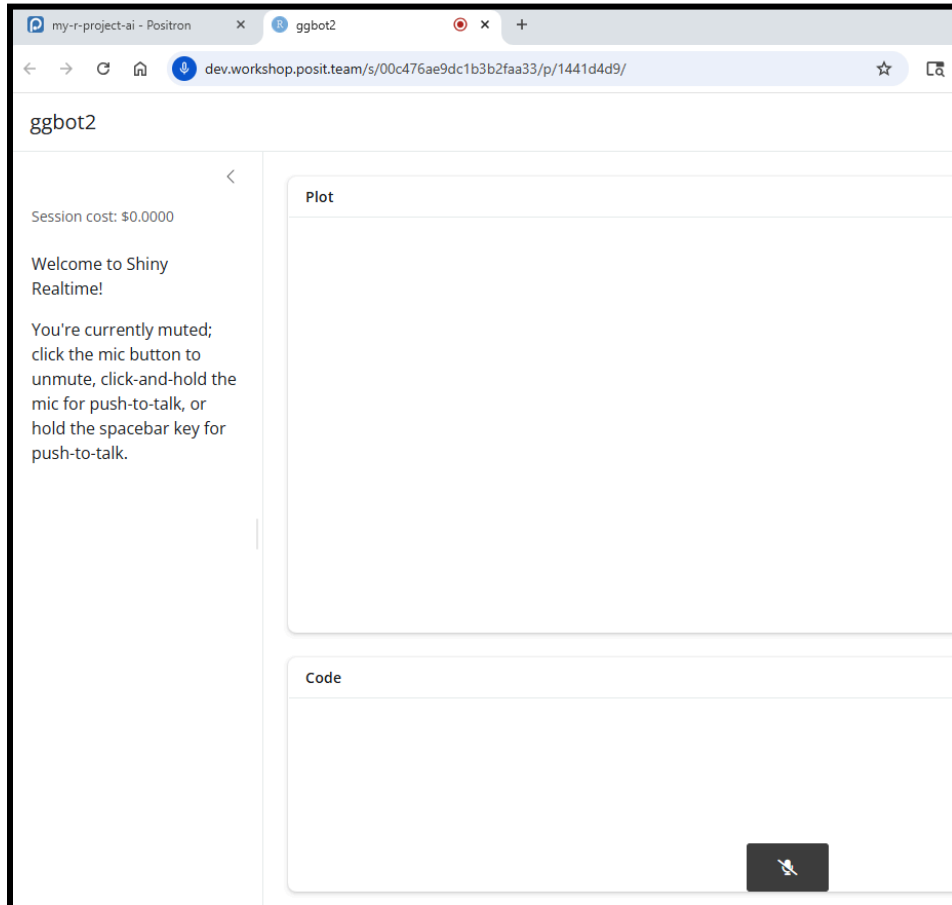 my-r-project-ai - Positron
ggbot2
dev.workshop.posit.team/s/00c476ae9dc1b3b2faa33/p/1441d4d9/
ggbot2
Session cost: $0.0000
Welcome to Shiny
Realtime!
You're currently muted;
click the mic button to
unmute, click-and-hold the
mic for push-to-talk, or
hold the spacebar key for
push-to-talk.
Plot
Code